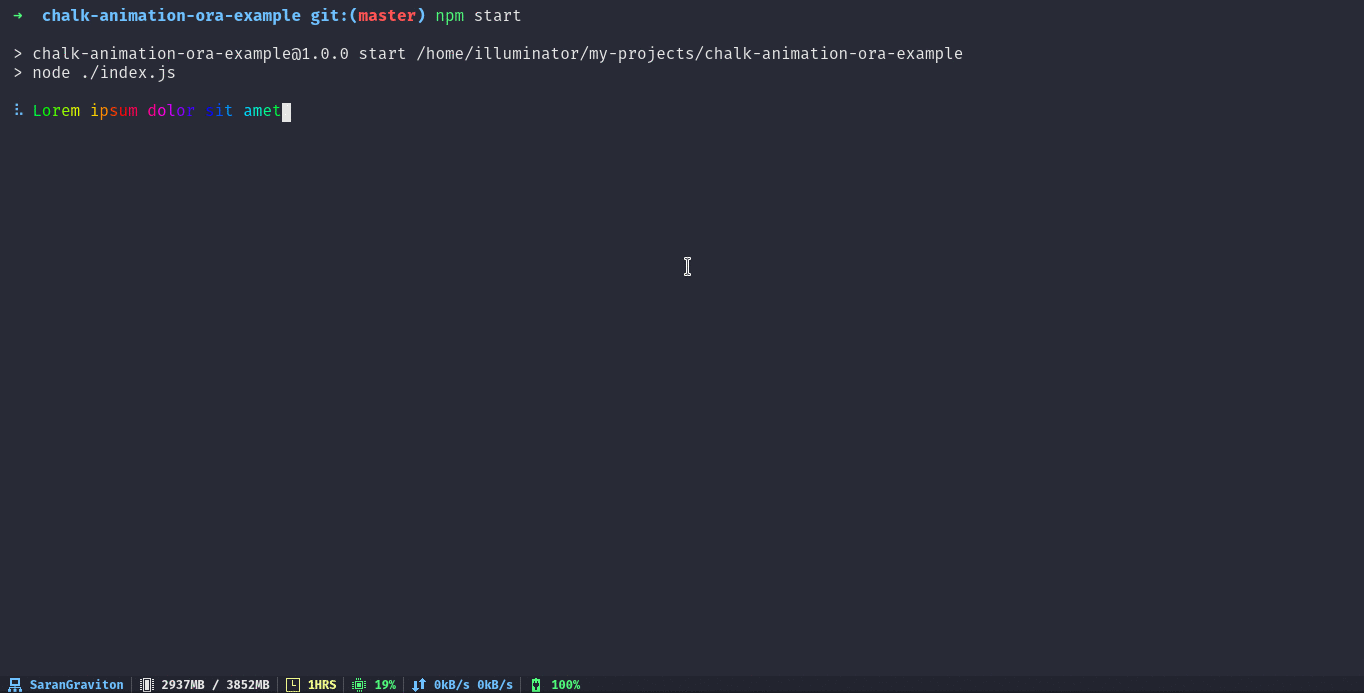 ➜ chalk-animation-ora-example git:(master) npm start
> chalk-animation-ora-example@1.0.0 start /home/illuminator/my-projects/chalk-animation-ora-example
> node ./index.js
⠧ Lorem ipsum dolor sit amet
SaranGraviton 2937MB / 3852MB 1HRS 19% 0kB/s 0kB/s 100%